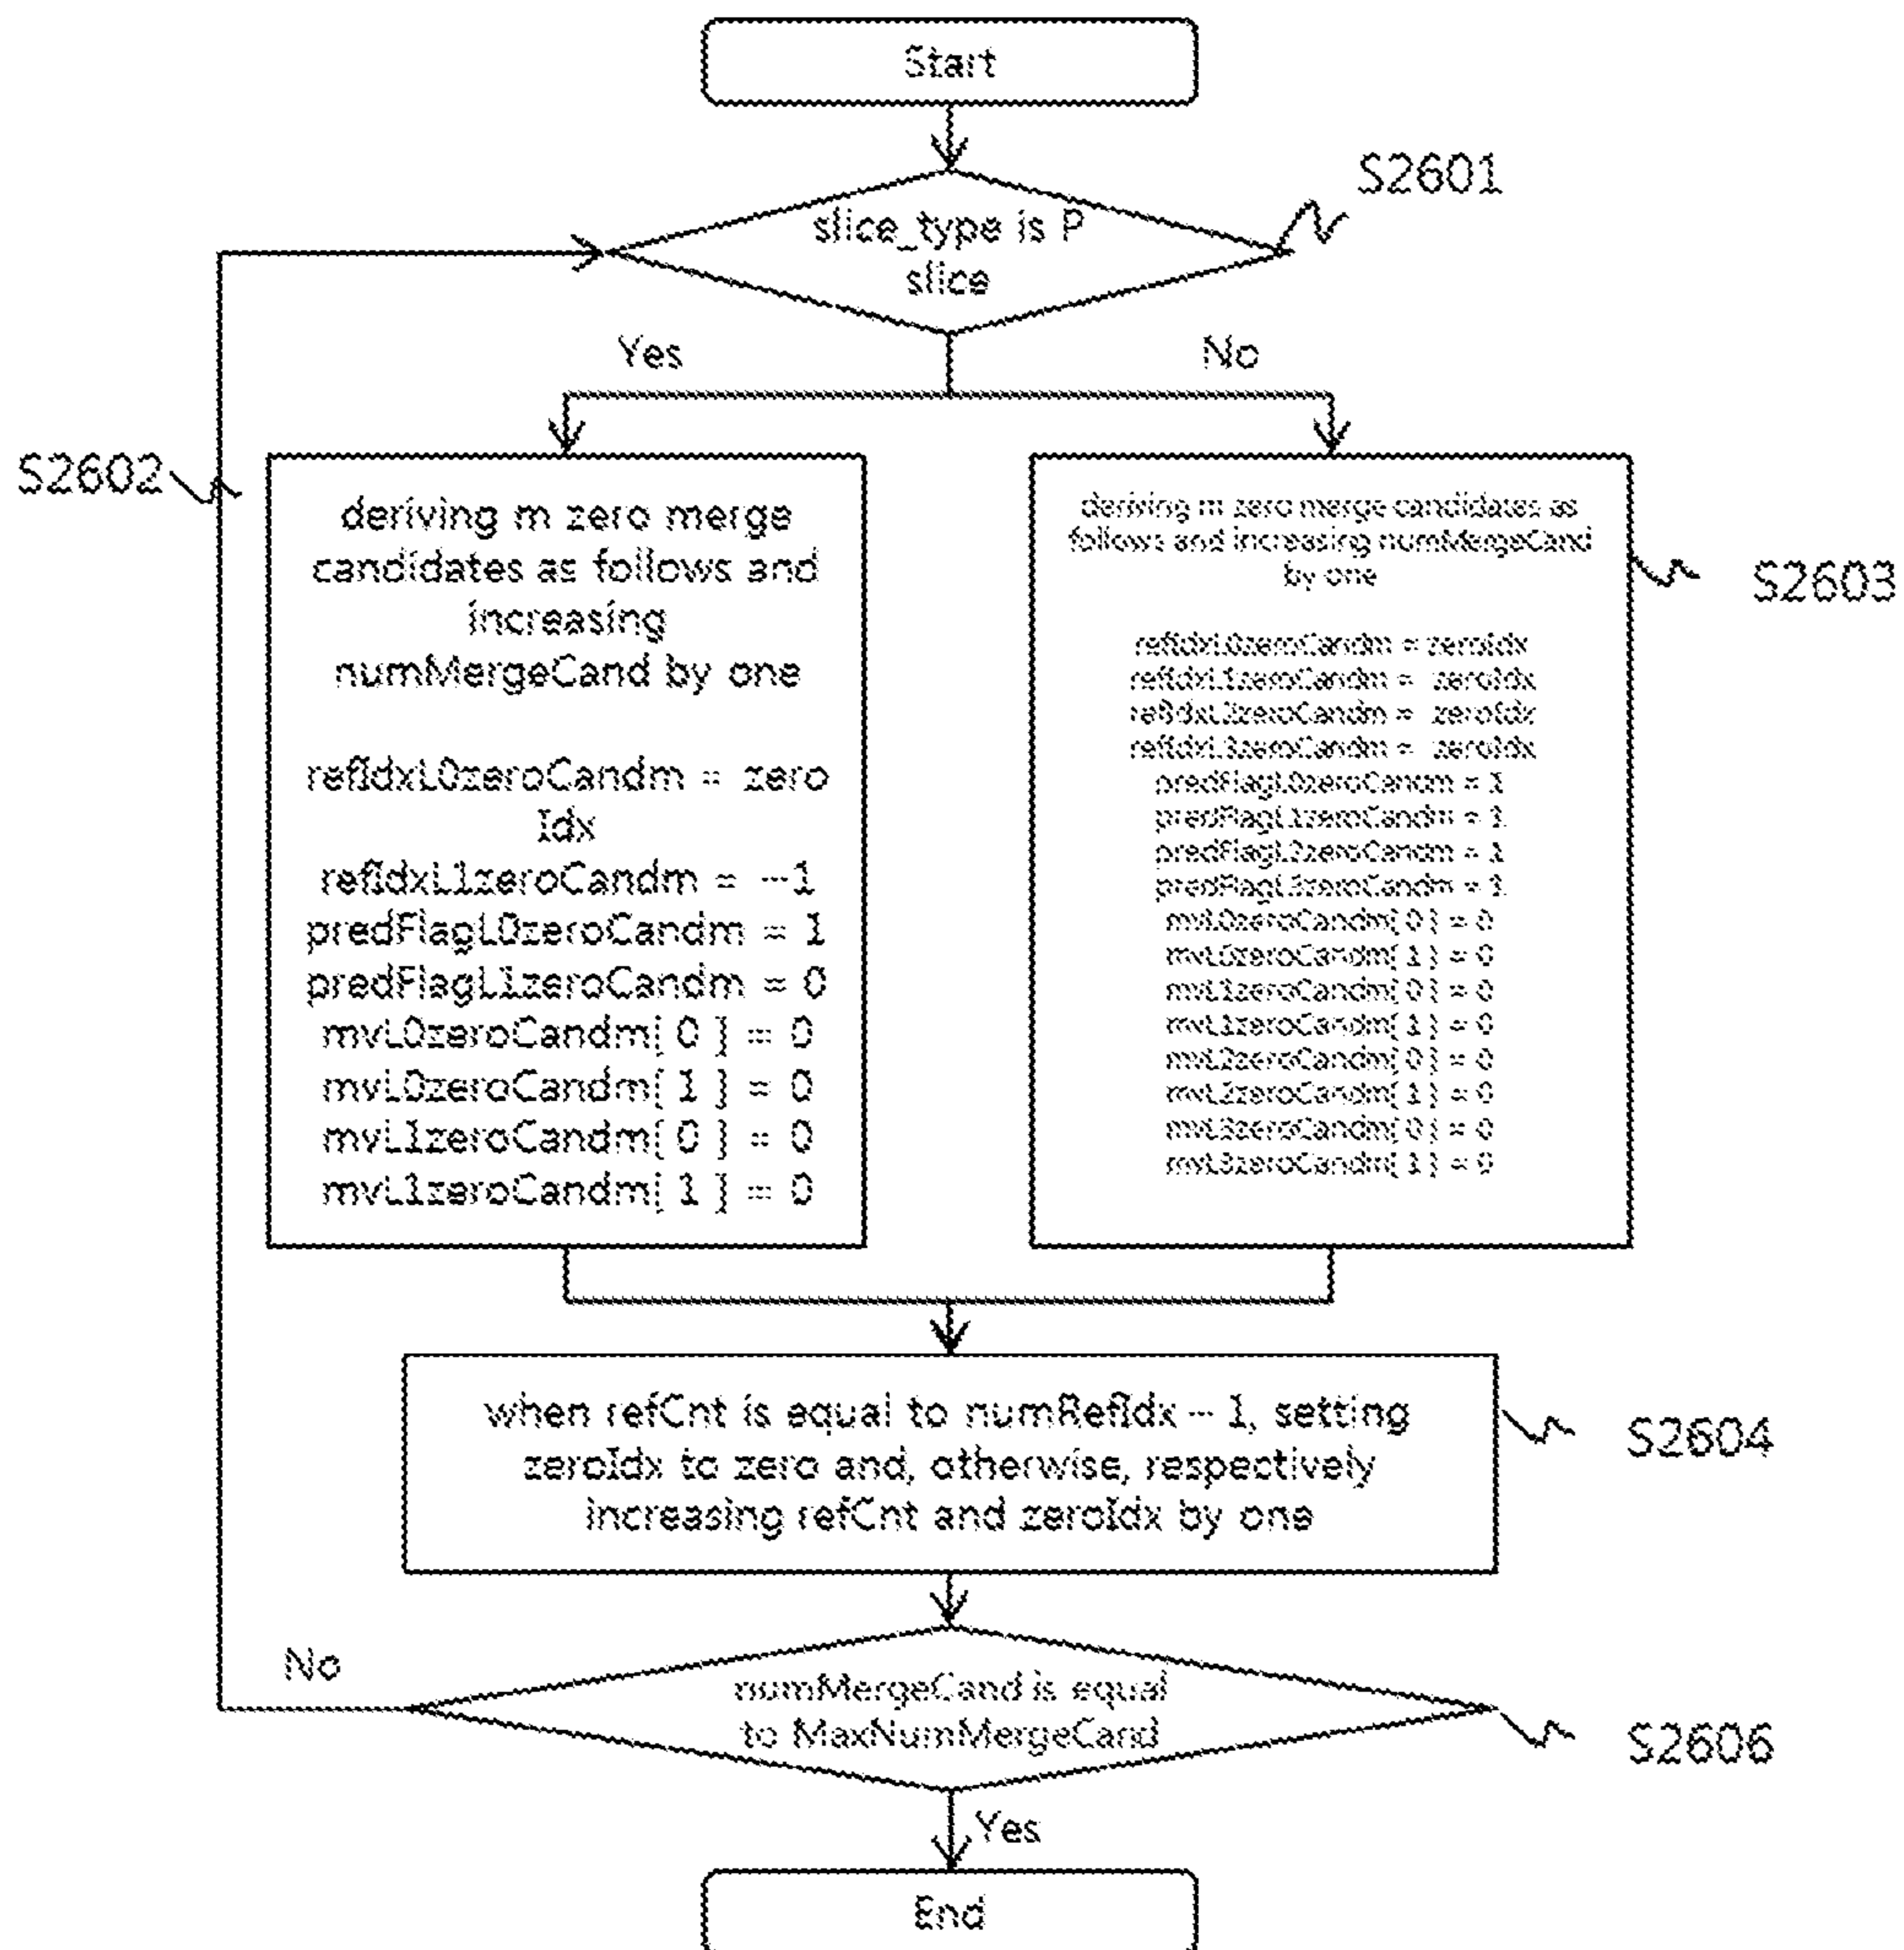 Start
S2601
slice_type is P
slice
Yes
No
S2602
deriving m zero merge
candidates as follows and
increasing
numMergeCand by one
refIdxL0zeroCandm = zero
Idx
refIdxL1zeroCandm = −1
predFlagL0zeroCandm = 1
predFlagL1zeroCandm = 0
mvL0zeroCandm[ 0 ] = 0
mvL0zeroCandm[ 1 ] = 0
mvL1zeroCandm[ 0 ] = 0
mvL1zeroCandm[ 1 ] = 0
deriving m zero merge candidates as
follows and increasing numMergeCand
by one
S2603
refIdxL0zeroCandm = zeroIdx
refIdxL1zeroCandm = zeroIdx
refIdxL2zeroCandm = zeroIdx
refIdxL3zeroCandm = zeroIdx
predFlagL0zeroCandm = 1
predFlagL1zeroCandm = 1
predFlagL2zeroCandm = 1
predFlagL3zeroCandm = 1
mvL0zeroCandm[ 0 ] = 0
mvL0zeroCandm[ 1 ] = 0
mvL1zeroCandm[ 0 ] = 0
mvL1zeroCandm[ 1 ] = 0
mvL2zeroCandm[ 0 ] = 0
mvL2zeroCandm[ 1 ] = 0
mvL3zeroCandm[ 0 ] = 0
mvL3zeroCandm[ 1 ] = 0
when refCnt is equal to numRefIdx − 1, setting
zeroIdx to zero and, otherwise, respectively
increasing refCnt and zeroIdx by one
S2604
No
numMergeCand is equal
to MaxNumMergeCand
S2606
Yes
End